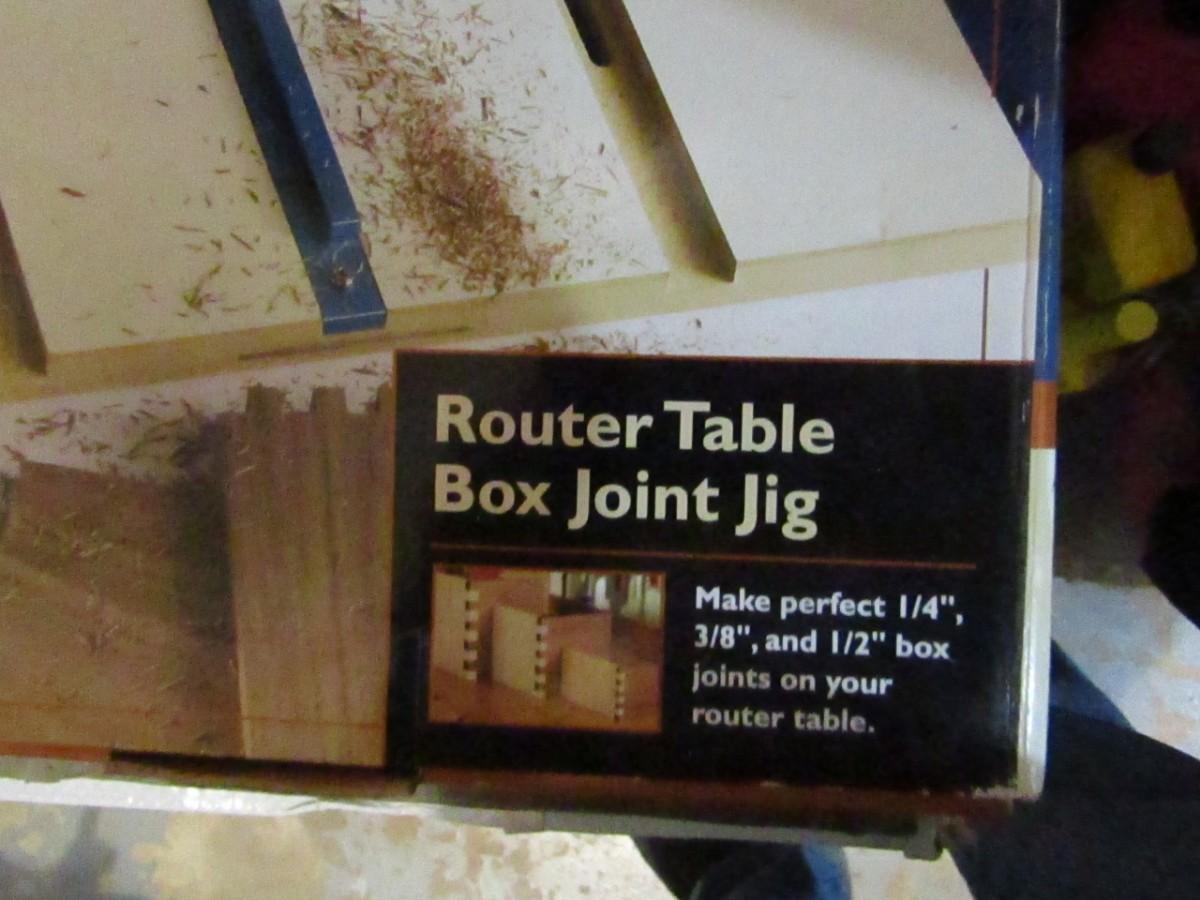 Router Table
Box Joint Jig
Make perfect 1/4",
3/8", and 1/2" box
joints on your
router table.